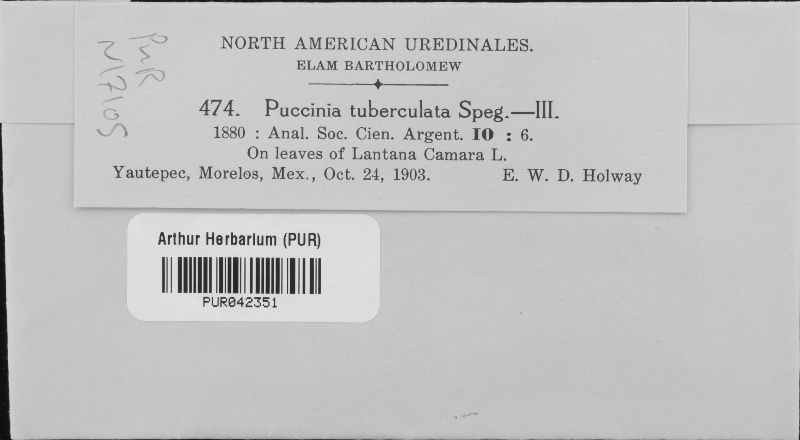 NORTH AMERICAN UREDINALES.
ELAM BARTHOLOMEW
474. Puccinia tuberculata Speg.—III.
1880 : Anal. Soc. Cien. Argent. 10 : 6.
On leaves of Lantana Camara L.
Yautepec, Morelos, Mex., Oct. 24, 1903. E. W. D. Holway
PUR
Arthur Herbarium (PUR)
PUR042351